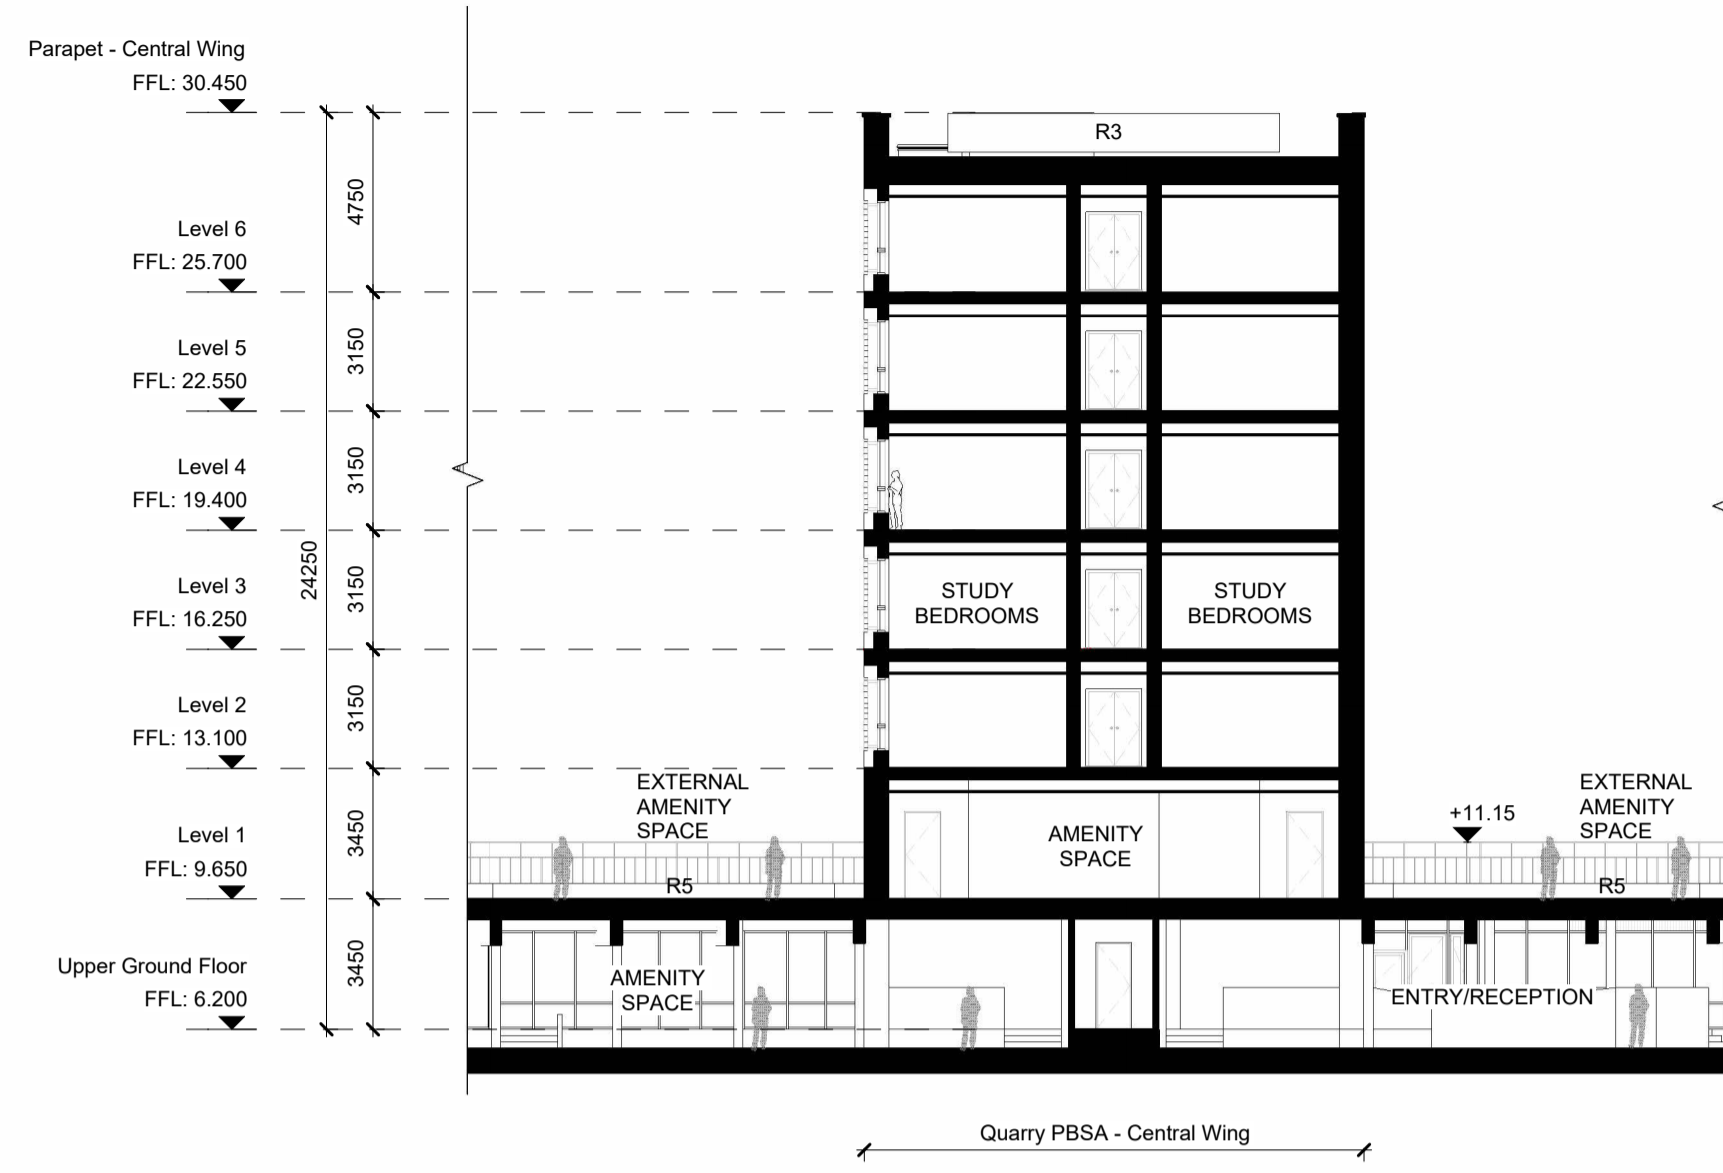 Parapet - Central Wing
FFL: 30.450
R3
4750
Level 6
FFL: 25.700
3150
Level 5
FFL: 22.550
3150
Level 4
FFL: 19.400
24250
3150
Level 3
FFL: 16.250
STUDY
BEDROOMS
STUDY
BEDROOMS
3150
Level 2
FFL: 13.100
EXTERNAL
AMENITY
SPACE
EXTERNAL
AMENITY
SPACE
+11.15
3450
Level 1
FFL: 9.650
AMENITY
SPACE
R5
R5
3450
Upper Ground Floor
FFL: 6.200
AMENITY
SPACE
ENTRY/RECEPTION
Quarry PBSA - Central Wing